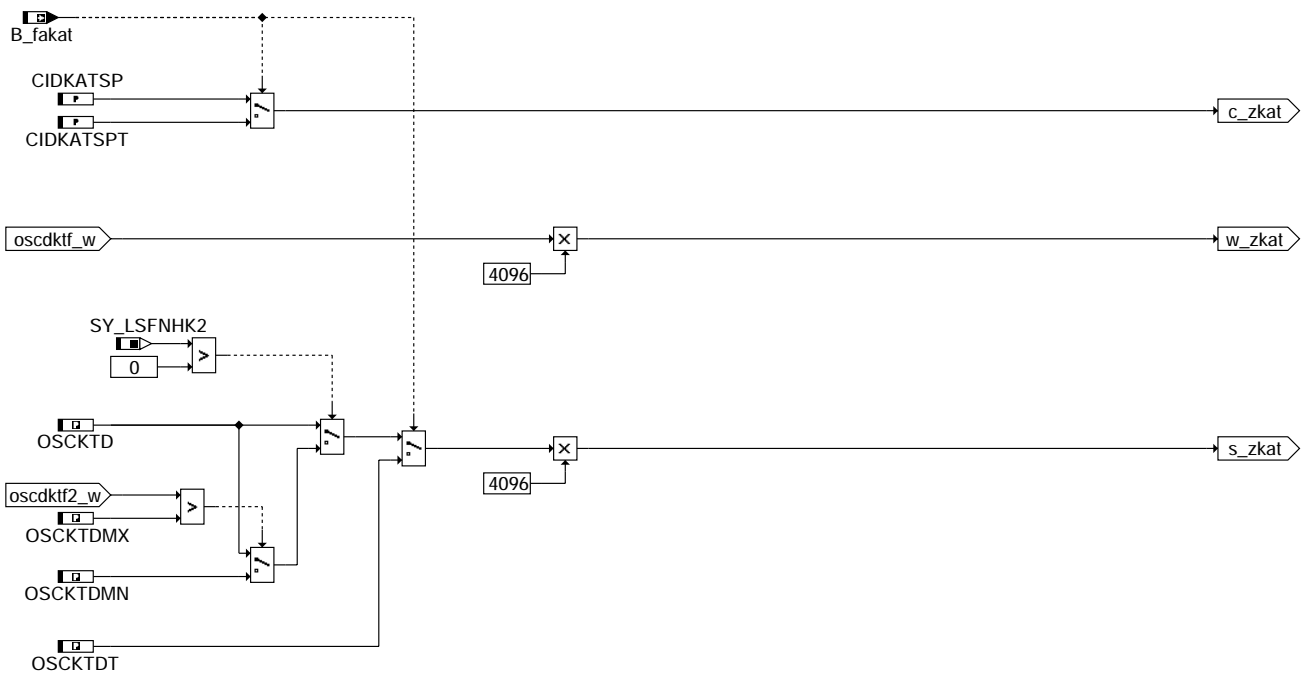 B_fakat
CIDKATSP
P
c_zkat
P
CIDKATSPT
oscdktf_w
×
w_zkat
4096
SY_LSFNHK2
>
0
OSCKTD
×
s_zkat
oscdktf2_w
4096
>
OSCKTDMX
OSCKTDMN
OSCKTDT